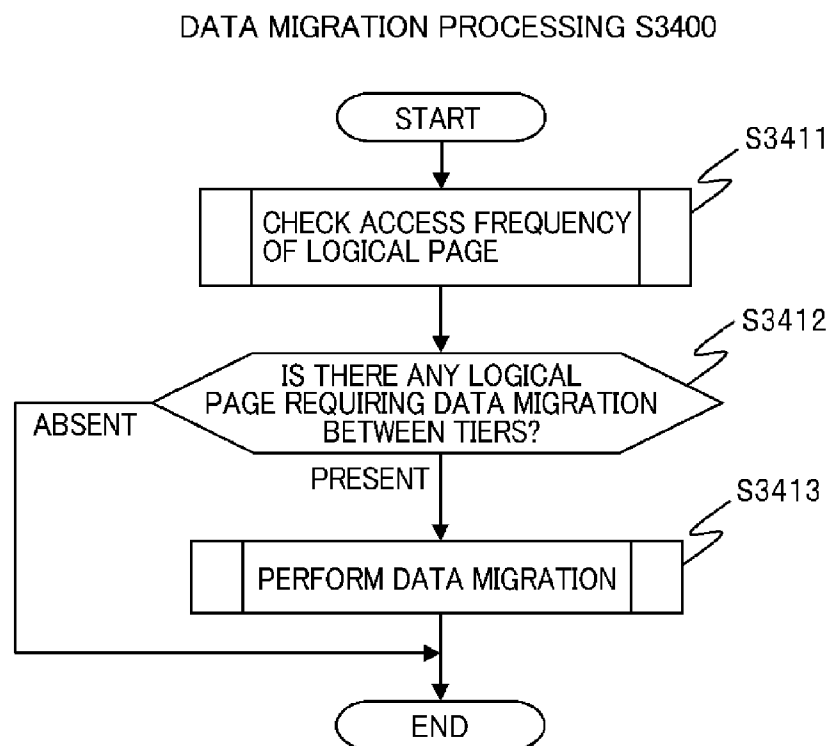 DATA MIGRATION PROCESSING S3400
START
S3411
CHECK ACCESS FREQUENCY
OF LOGICAL PAGE
S3412
IS THERE ANY LOGICAL
PAGE REQUIRING DATA MIGRATION
BETWEEN TIERS?
ABSENT
PRESENT
S3413
PERFORM DATA MIGRATION
END